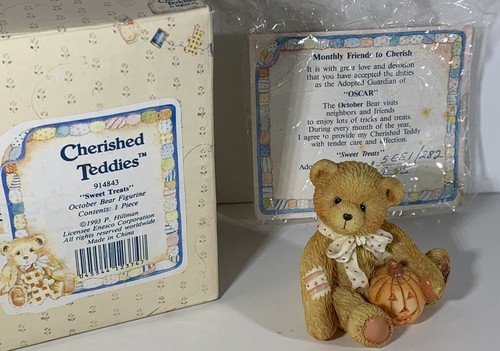 Cherished
Teddies™
914843
"Sweet Treats"
October Bear Figurine
Contents: 1 Piece
©1993 P. Hillman
Licensee Enesco Corporation
All rights reserved worldwide
Made in China
Monthly Friends to Cherish
It is with great love and devotion
that you have accepted the duties
as the Adopted Guardian of
"OSCAR"
The October Bear visits
neighbors and friends
to enjoy lots of tricks and treats.
During every month of the year,
I agree to provide my Cherished Teddy
with tender care and affection.
"Sweet Treats"
5EE1/282